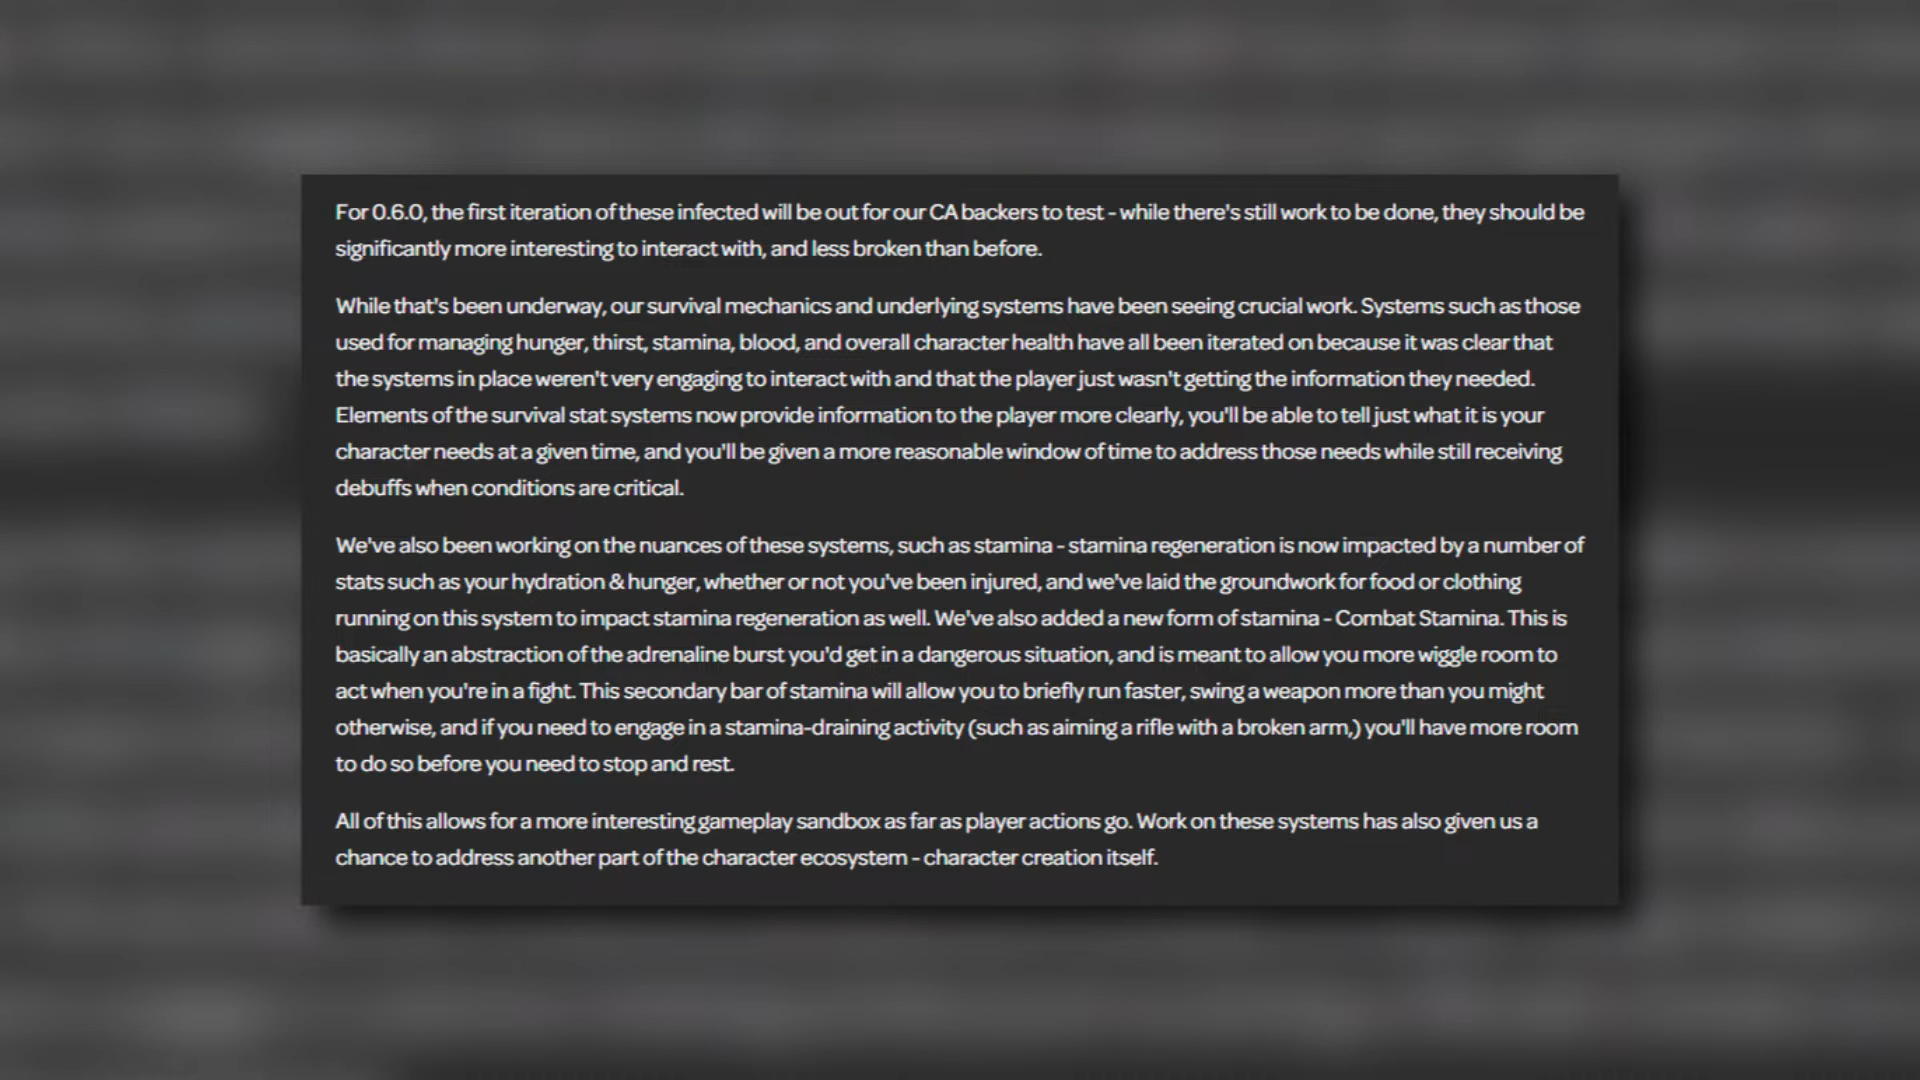 For 0.6.0, the first iteration of these infected will be out for our CA backers to test - while there's still work to be done, they should be
significantly more interesting to interact with, and less broken than before.
While that's been underway, our survival mechanics and underlying systems have been seeing crucial work. Systems such as those
used for managing hunger, thirst, stamina, blood, and overall character health have all been iterated on because it was clear that
the systems in place weren't very engaging to interact with and that the player just wasn't getting the information they needed.
Elements of the survival stat systems now provide information to the player more clearly, you'll be able to tell just what it is your
character needs at a given time, and you'll be given a more reasonable window of time to address those needs while still receiving
debuffs when conditions are critical.
We've also been working on the nuances of these systems, such as stamina - stamina regeneration is now impacted by a number of
stats such as your hydration & hunger, whether or not you've been injured, and we've laid the groundwork for food or clothing
running on this system to impact stamina regeneration as well. We've also added a new form of stamina - Combat Stamina. This is
basically an abstraction of the adrenaline burst you'd get in a dangerous situation, and is meant to allow you more wiggle room to
act when you're in a fight. This secondary bar of stamina will allow you to briefly run faster, swing a weapon more than you might
otherwise, and if you need to engage in a stamina-draining activity (such as aiming a rifle with a broken arm,) you'll have more room
to do so before you need to stop and rest.
All of this allows for a more interesting gameplay sandbox as far as player actions go. Work on these systems has also given us a
chance to address another part of the character ecosystem - character creation itself.